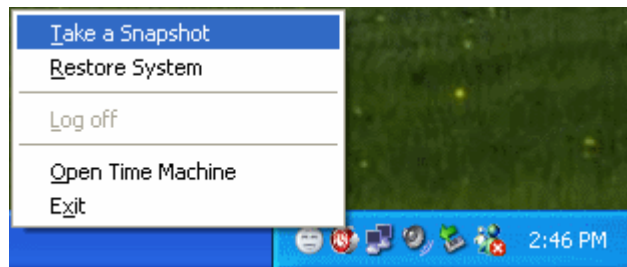 Take a Snapshot
Restore System
Log off
Open Time Machine
Exit
2:46 PM